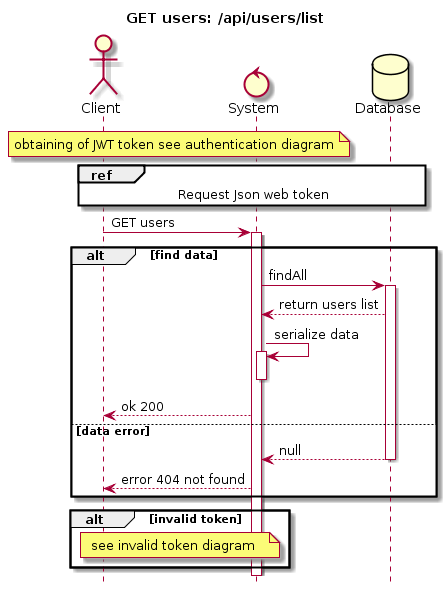 GET users: /api/users/list
Client
System
Database
obtaining of JWT token see authentication diagram
ref
Request Json web token
GET users
alt [find data]
findAll
return users list
serialize data
ok 200
[data error]
null
error 404 not found
alt [invalid token]
see invalid token diagram